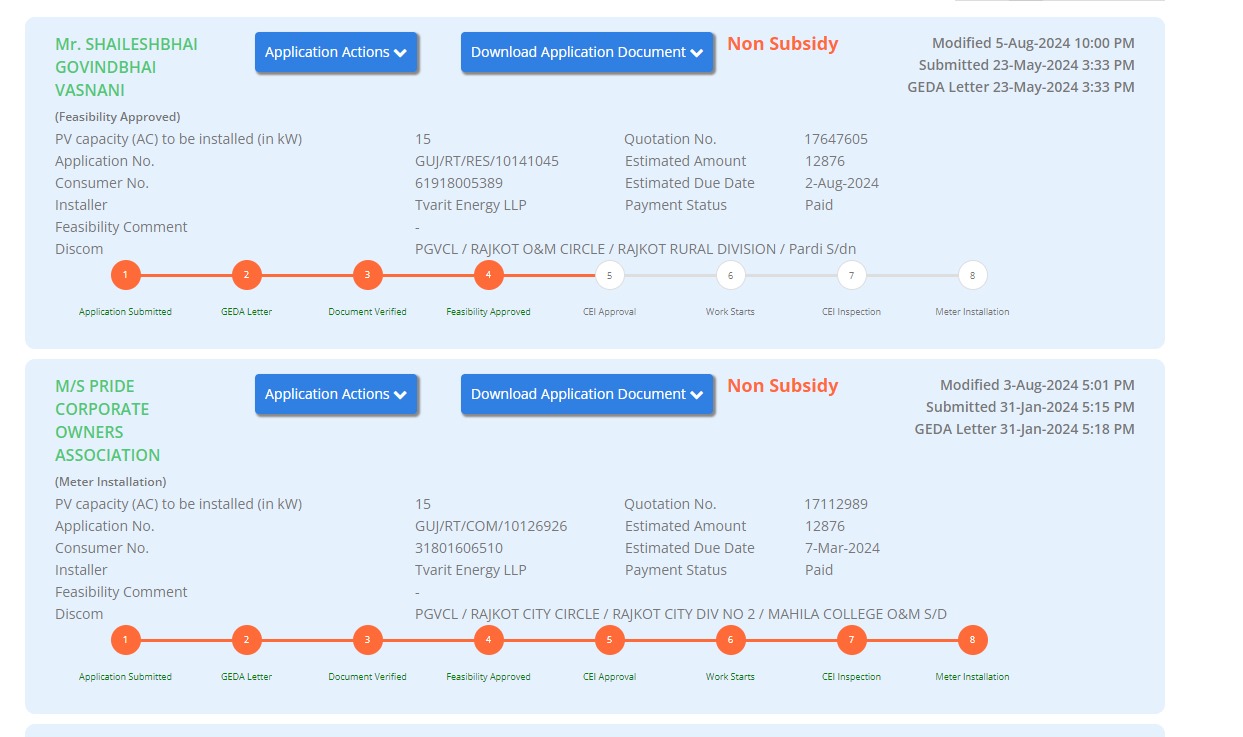 Mr. SHAILESHBHAI
GOVINDBHAI
VASNANI
Application Actions
Download Application Document
Non Subsidy
Modified 5-Aug-2024 10:00 PM
Submitted 23-May-2024 3:33 PM
GEDA Letter 23-May-2024 3:33 PM
(Feasibility Approved)
PV capacity (AC) to be installed (in kW) 15 Quotation No. 17647605
Application No. GUJ/RT/RES/10141045 Estimated Amount 12876
Consumer No. 61918005389 Estimated Due Date 2-Aug-2024
Installer Tvarit Energy LLP Payment Status Paid
Feasibility Comment -
Discom PGVCL / RAJKOT O&M CIRCLE / RAJKOT RURAL DIVISION / Pardi S/dn
1 2 3 4 5 6 7 8
Application Submitted GEDA Letter Document Verified Feasibility Approved CEI Approval Work Starts CEI Inspection Meter Installation
M/S PRIDE
CORPORATE
OWNERS
ASSOCIATION
Application Actions
Download Application Document
Non Subsidy
Modified 3-Aug-2024 5:01 PM
Submitted 31-Jan-2024 5:15 PM
GEDA Letter 31-Jan-2024 5:18 PM
(Meter Installation)
PV capacity (AC) to be installed (in kW) 15 Quotation No. 17112989
Application No. GUJ/RT/COM/10126926 Estimated Amount 12876
Consumer No. 31801606510 Estimated Due Date 7-Mar-2024
Installer Tvarit Energy LLP Payment Status Paid
Feasibility Comment -
Discom PGVCL / RAJKOT CITY CIRCLE / RAJKOT CITY DIV NO 2 / MAHILA COLLEGE O&M S/D
1 2 3 4 5 6 7 8
Application Submitted GEDA Letter Document Verified Feasibility Approved CEI Approval Work Starts CEI Inspection Meter Installation